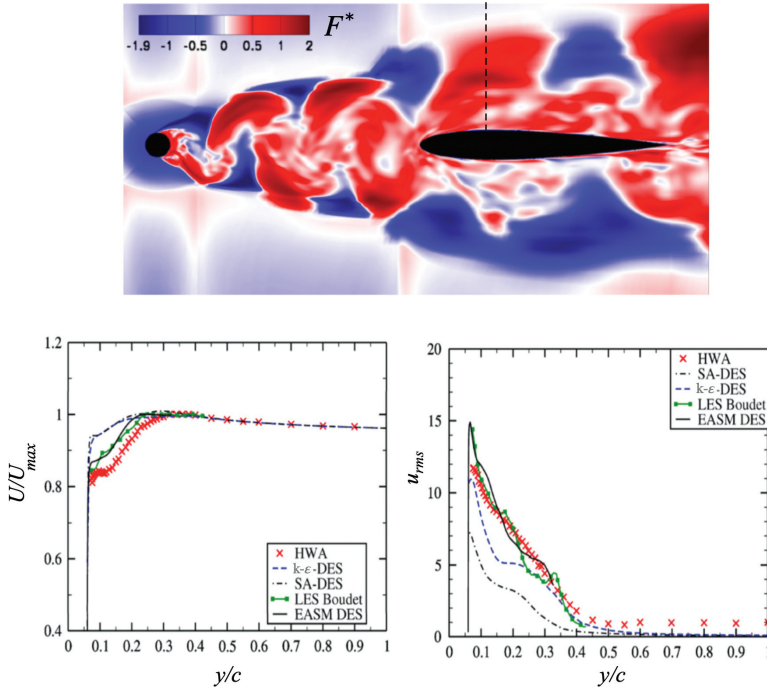 -1.9 -1 -0.5 0 0.5 1 2
F*
1.2
1
0.8
0.6
0.4
U/U_max
0 0.1 0.2 0.3 0.4 0.5 0.6 0.7 0.8 0.9 1
y/c
HWA
k-ε-DES
SA-DES
LES Boudet
EASM DES
20
15
10
5
0
u_rms
0 0.1 0.2 0.3 0.4 0.5 0.6 0.7 0.8 0.9 1
y/c
HWA
SA-DES
k-ε-DES
LES Boudet
EASM DES